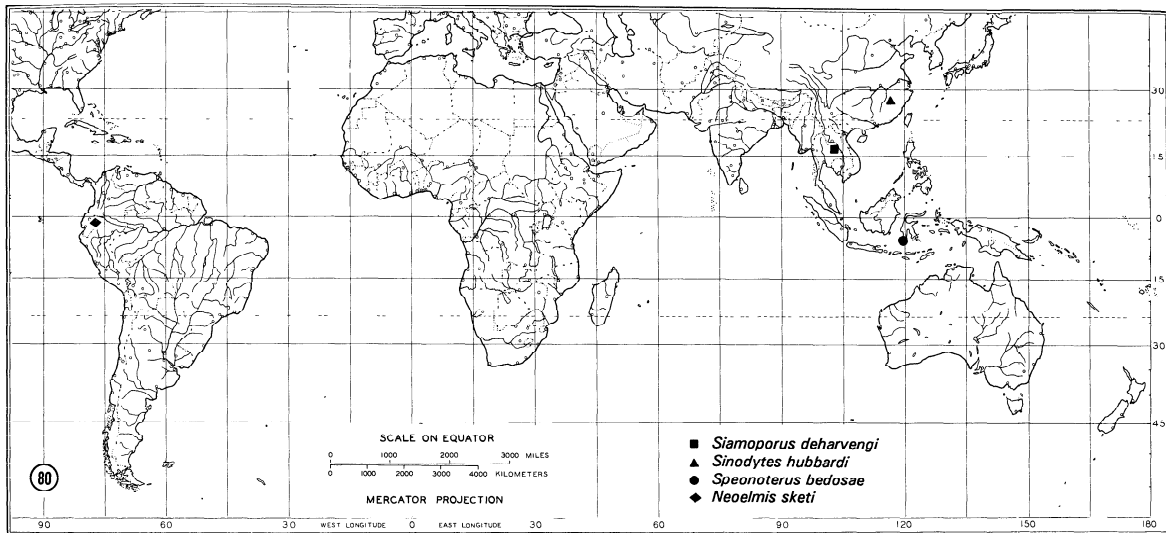 30
15
0
15
30
45
SCALE ON EQUATOR
0 1000 2000 3000 MILES
0 1000 2000 3000 4000 KILOMETERS
MERCATOR PROJECTION
■ Siamoporus deharvengi
▲ Sinodytes hubbardi
● Speonoterus bedosae
◆ Neoelmis sketi
80
90 60 30 WEST LONGITUDE 0 EAST LONGITUDE 30 60 90 120 150 180